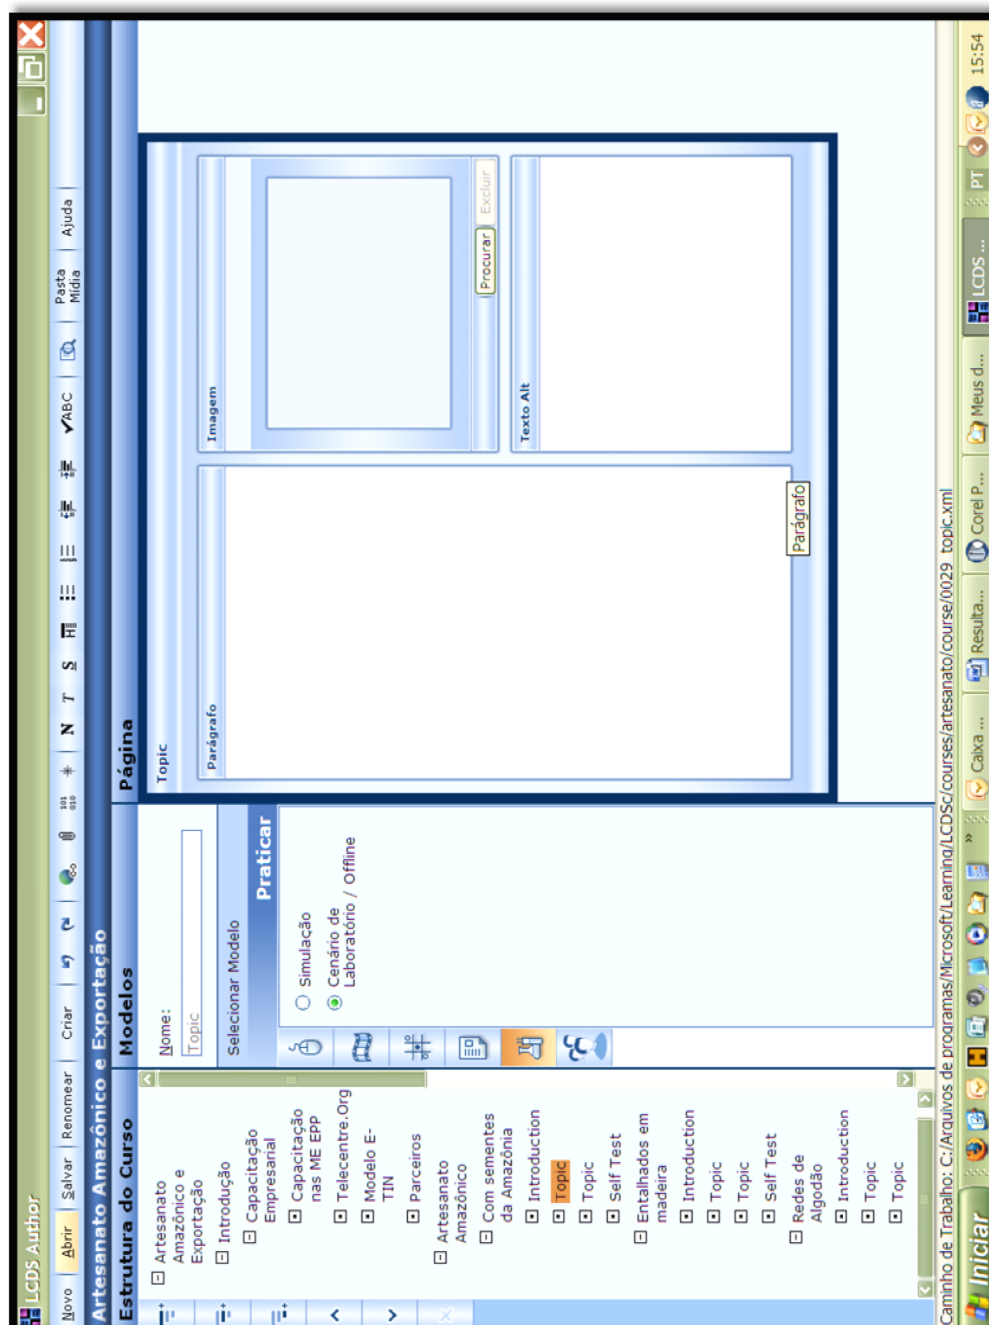 LCDS Author
Novo Abrir Salvar Renomear Criar 101 010 N T S H ABC Pasta Mídia Ajuda
Artesanato Amazônico e Exportação
Estrutura do Curso
Artesanato
Amazônico e
Exportação
Introdução
Capacitação
Empresarial
Capacitação
nas ME EPP
Telecentre.Org
Modelo E-
TIN
Parceiros
Artesanato
Amazônico
Com sementes
da Amazônia
Introduction
Topic
Topic
Self Test
Entalhados em
madeira
Introduction
Topic
Topic
Self Test
Redes de
Algodão
Introduction
Topic
Topic
Modelos
Nome:
Topic
Selecionar Modelo
Praticar
Simulação
Cenário de
Laboratório / Offline
Página
Topic
Parágrafo
Imagem
Procurar Excluir
Texto Alt
Parágrafo
Caminho de Trabalho: C:/Arquivos de programas/Microsoft/Learning/LCDSc/courses/artesanato/course/0029_topic.xml
Iniciar H » Caixa ... Resulta... Corel P... Meus d... LCDS ... PT 15:54